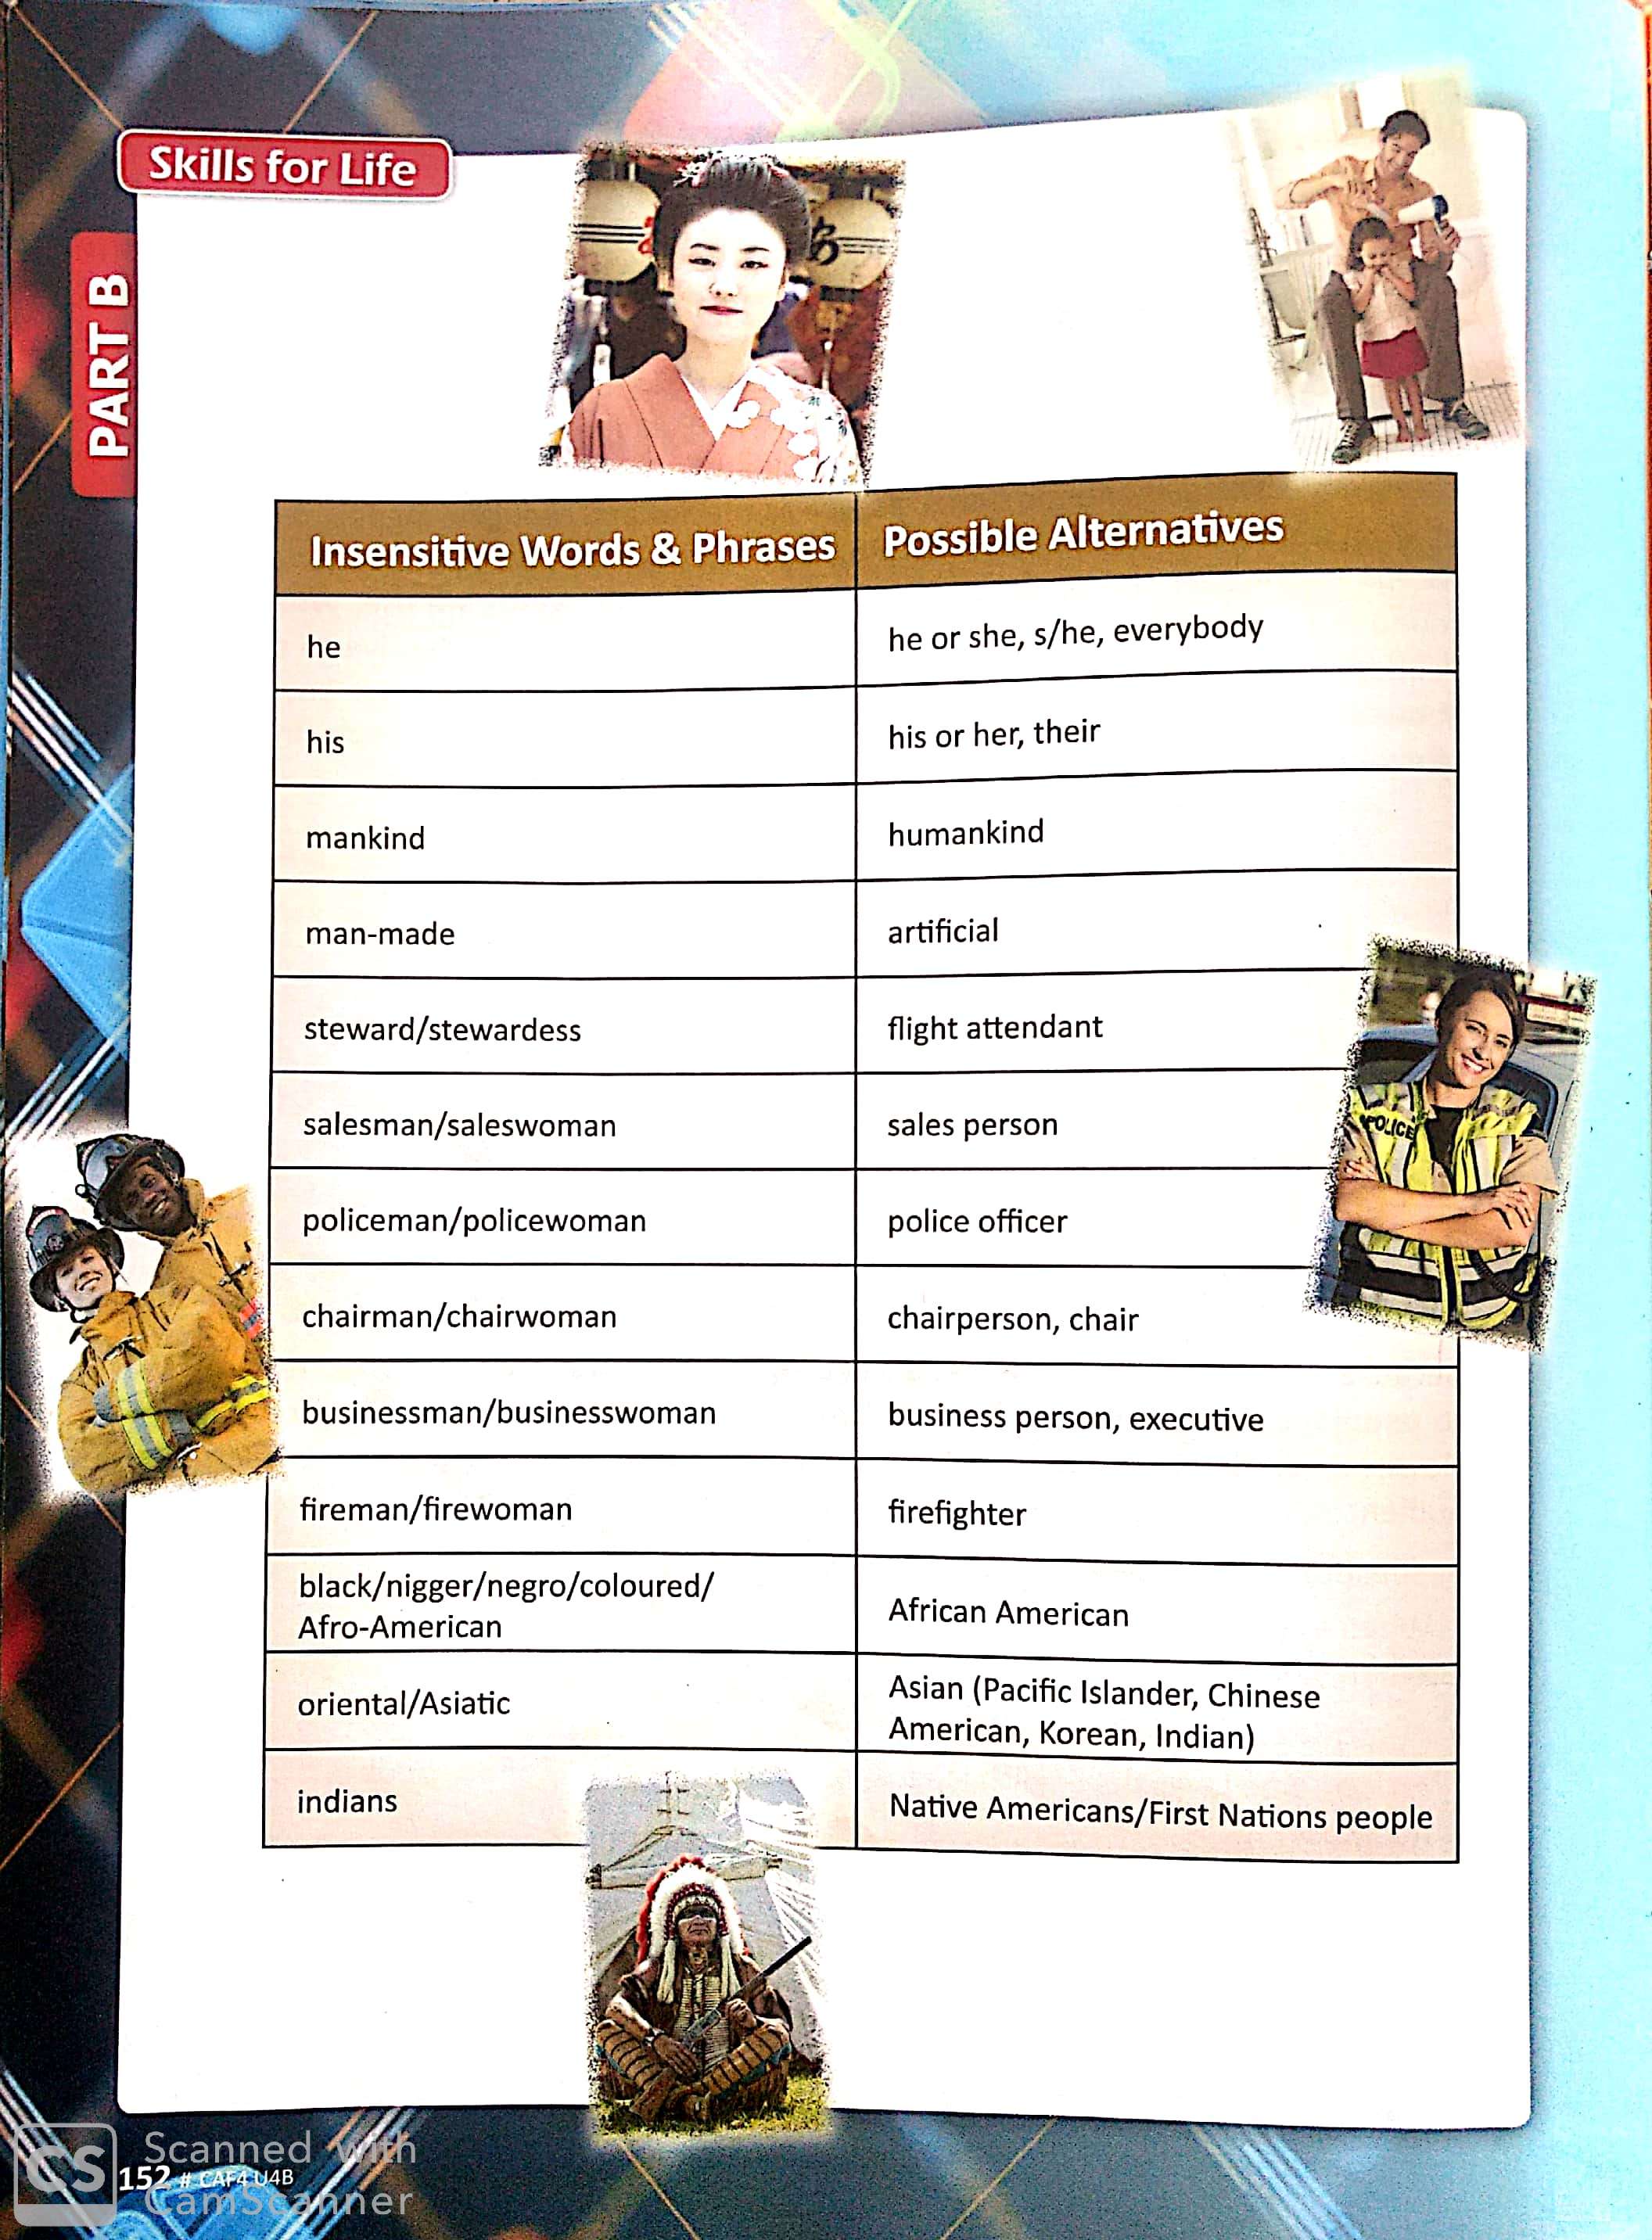 Skills for Life
PART B
Insensitive Words & Phrases Possible Alternatives
he he or she, s/he, everybody
his his or her, their
mankind humankind
man-made artificial
steward/stewardess flight attendant
salesman/saleswoman sales person
policeman/policewoman police officer
POLICE
chairman/chairwoman chairperson, chair
businessman/businesswoman business person, executive
fireman/firewoman firefighter
black/nigger/negro/coloured/
Afro-American African American
oriental/Asiatic Asian (Pacific Islander, Chinese
American, Korean, Indian)
indians Native Americans/First Nations people
CS Scanned with
CamScanner
152 # CAF4 U4B